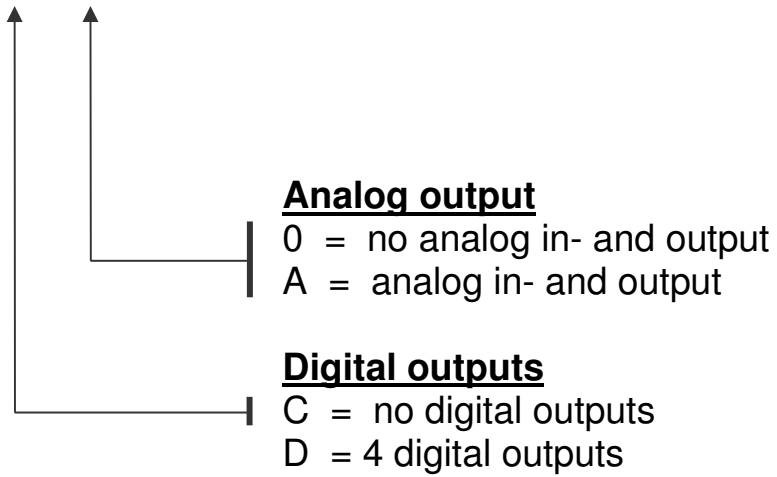 Analog output
0 = no analog in- and output
A = analog in- and output
Digital outputs
C = no digital outputs
D = 4 digital outputs